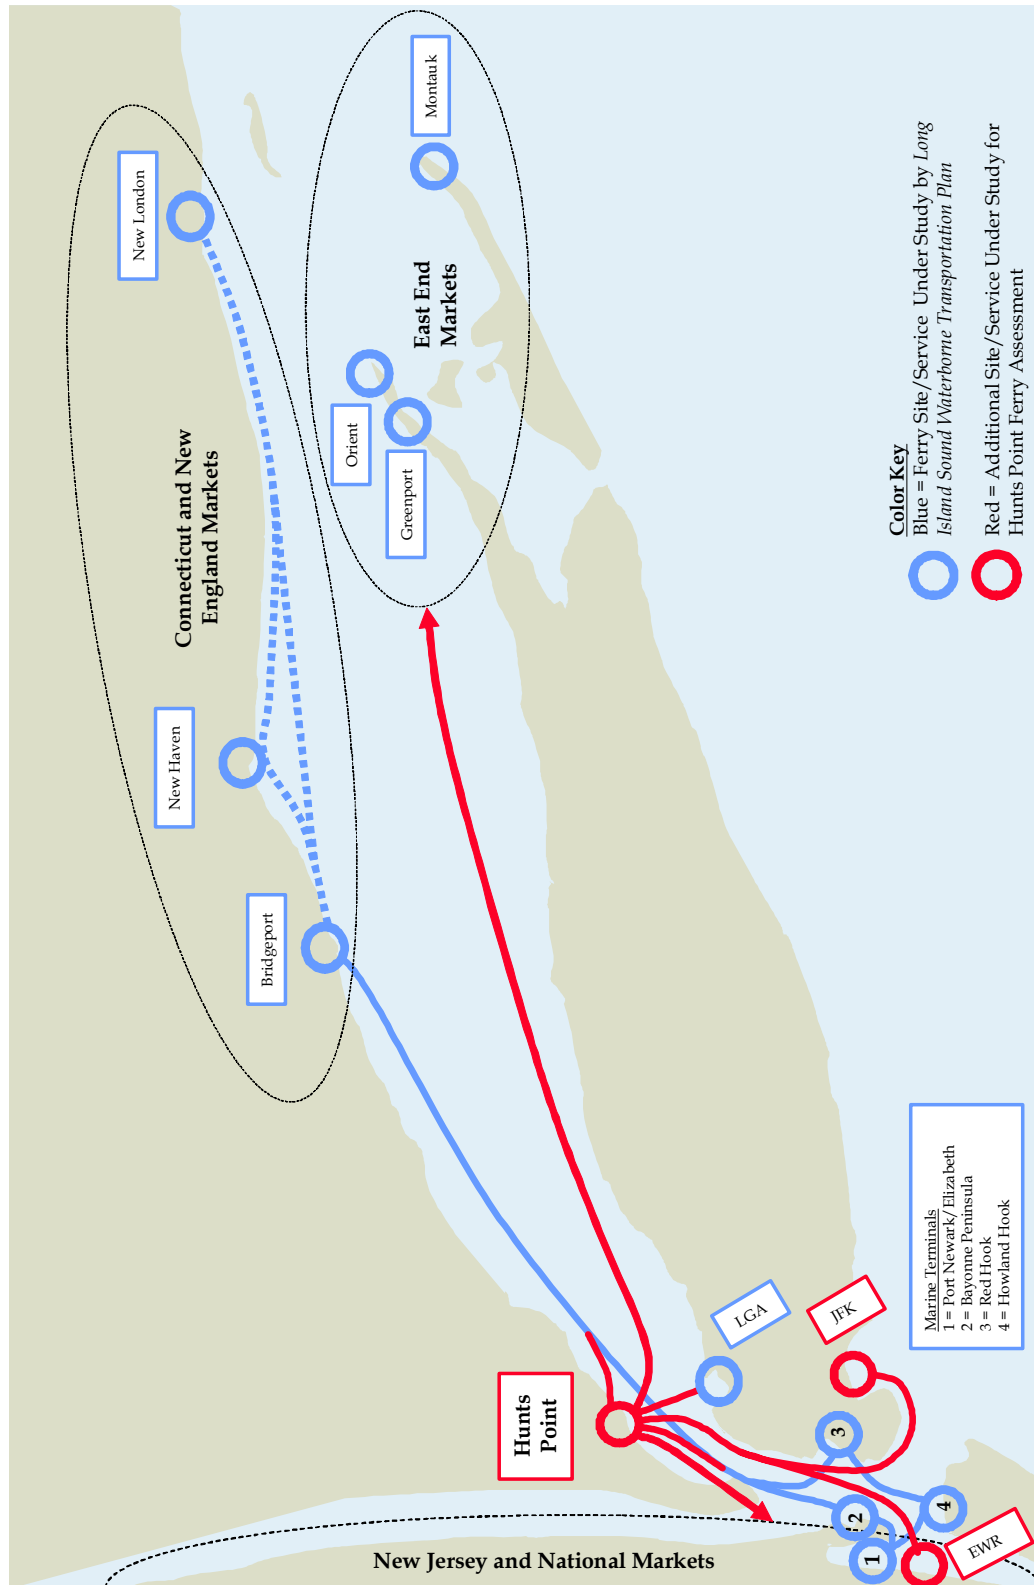 New London
Connecticut and New
England Markets
New Haven
Bridgeport
Montauk
East End
Markets
Orient
Greenport
Hunts
Point
LGA
JFK
3
2
4
1
EWR
New Jersey and National Markets
Marine Terminals
1 = Port Newark/Elizabeth
2 = Bayonne Peninsula
3 = Red Hook
4 = Howland Hook
Color Key
Blue = Ferry Site/Service Under Study by Long
Island Sound Waterborne Transportation Plan
Red = Additional Site/Service Under Study for
Hunts Point Ferry Assessment